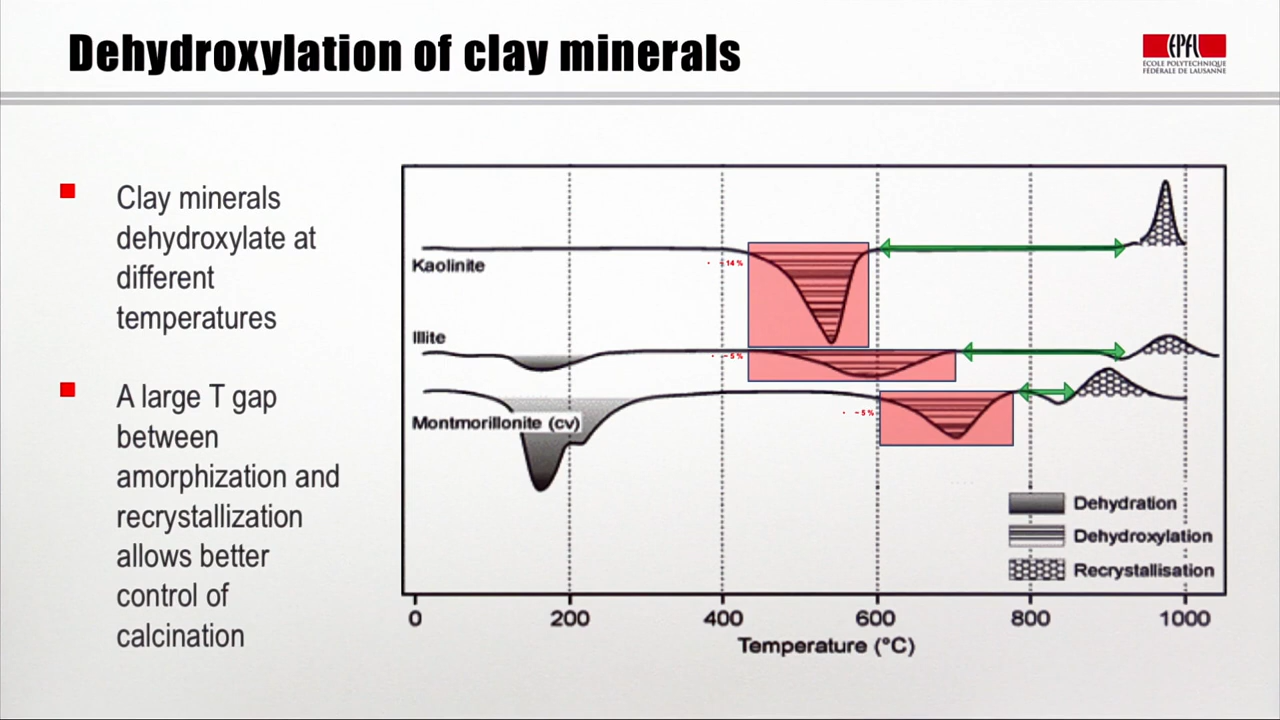 Dehydroxylation of clay minerals
EPFL
ÉCOLE POLYTECHNIQUE
FÉDÉRALE DE LAUSANNE
Clay minerals
dehydroxylate at
different
temperatures
A large T gap
between
amorphization and
recrystallization
allows better
control of
calcination
Kaolinite
~14%
Illite
~5%
Montmorillonite (cv)
~5%
Dehydration
Dehydroxylation
Recrystallisation
0 200 400 600 800 1000
Temperature (°C)